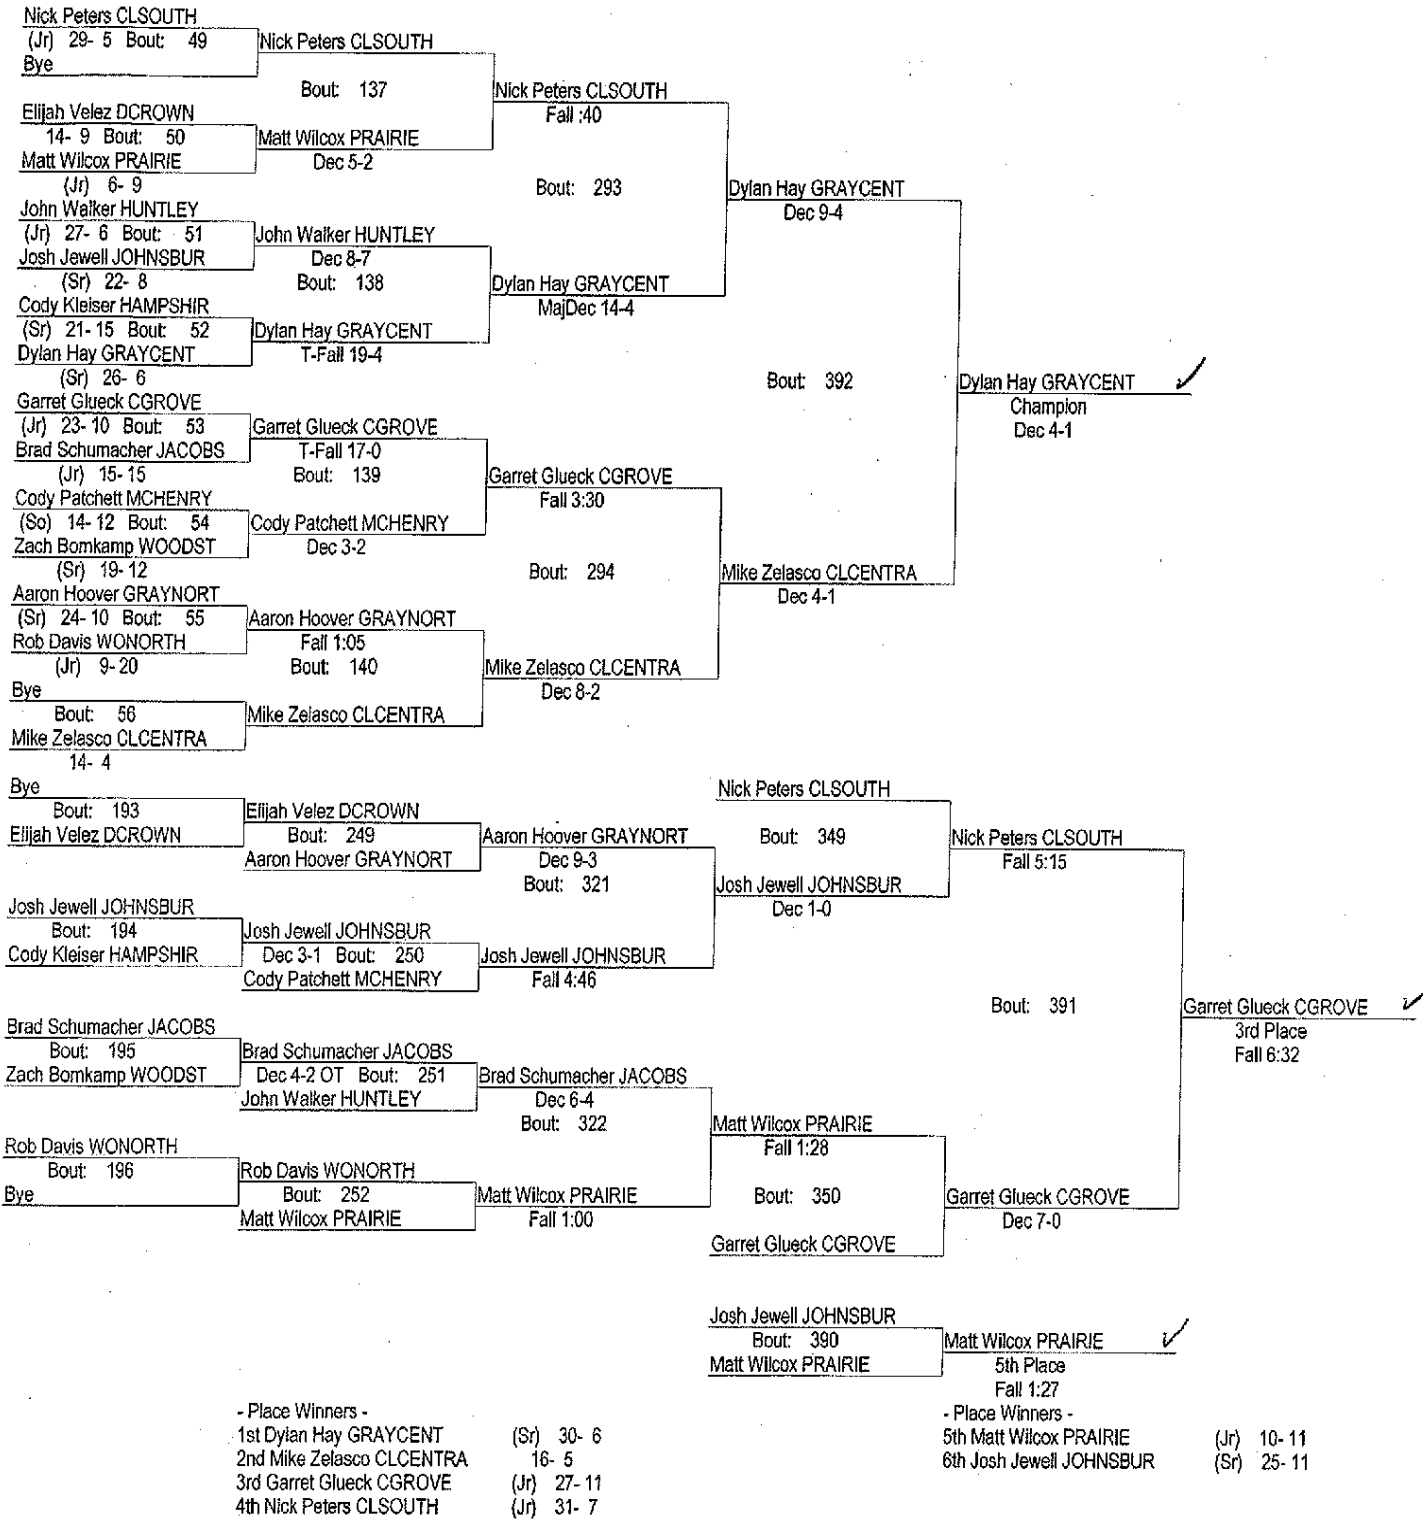 Nick Peters CLSOUTH
(Jr) 29- 5 Bout: 49
Bye
Nick Peters CLSOUTH
Bout: 137
Elijah Velez DCROWN
14- 9 Bout: 50
Matt Wilcox PRAIRIE
(Jr) 6- 9
Matt Wilcox PRAIRIE
Dec 5-2
Nick Peters CLSOUTH
Fall :40
Bout: 293
John Walker HUNTLEY
(Jr) 27- 6 Bout: 51
Josh Jewell JOHNSBUR
(Sr) 22- 8
John Walker HUNTLEY
Dec 8-7
Bout: 138
Cody Kleiser HAMPSHIR
(Sr) 21- 15 Bout: 52
Dylan Hay GRAYCENT
(Sr) 26- 6
Dylan Hay GRAYCENT
T-Fall 19-4
Dylan Hay GRAYCENT
MajDec 14-4
Dylan Hay GRAYCENT
Dec 9-4
Bout: 392
Dylan Hay GRAYCENT
Champion
Dec 4-1
Garret Glueck CGROVE
(Jr) 23- 10 Bout: 53
Brad Schumacher JACOBS
(Jr) 15- 15
Garret Glueck CGROVE
T-Fall 17-0
Bout: 139
Cody Patchett MCHENRY
(So) 14- 12 Bout: 54
Zach Bornkamp WOODST
(Sr) 19- 12
Cody Patchett MCHENRY
Dec 3-2
Garret Glueck CGROVE
Fall 3:30
Bout: 294
Aaron Hoover GRAYNORT
(Sr) 24- 10 Bout: 55
Rob Davis WONORTH
(Jr) 9- 20
Aaron Hoover GRAYNORT
Fall 1:05
Bout: 140
Bye
Bout: 56
Mike Zelasco CLCENTRA
14- 4
Mike Zelasco CLCENTRA
Mike Zelasco CLCENTRA
Dec 8-2
Mike Zelasco CLCENTRA
Dec 4-1
Bye
Bout: 193
Elijah Velez DCROWN
Elijah Velez DCROWN
Bout: 249
Aaron Hoover GRAYNORT
Aaron Hoover GRAYNORT
Dec 9-3
Bout: 321
Josh Jewell JOHNSBUR
Bout: 194
Cody Kleiser HAMPSHIR
Josh Jewell JOHNSBUR
Dec 3-1 Bout: 250
Cody Patchett MCHENRY
Josh Jewell JOHNSBUR
Fall 4:46
Nick Peters CLSOUTH
Bout: 349
Josh Jewell JOHNSBUR
Dec 1-0
Nick Peters CLSOUTH
Fall 5:15
Bout: 391
Garret Glueck CGROVE
3rd Place
Fall 6:32
Brad Schumacher JACOBS
Bout: 195
Zach Bornkamp WOODST
Brad Schumacher JACOBS
Dec 4-2 OT Bout: 251
John Walker HUNTLEY
Brad Schumacher JACOBS
Dec 6-4
Bout: 322
Rob Davis WONORTH
Bout: 196
Bye
Rob Davis WONORTH
Bout: 252
Matt Wilcox PRAIRIE
Matt Wilcox PRAIRIE
Fall 1:00
Matt Wilcox PRAIRIE
Fall 1:28
Bout: 350
Garret Glueck CGROVE
Garret Glueck CGROVE
Dec 7-0
Josh Jewell JOHNSBUR
Bout: 390
Matt Wilcox PRAIRIE
Matt Wilcox PRAIRIE
5th Place
Fall 1:27
- Place Winners -
1st Dylan Hay GRAYCENT (Sr) 30- 6
2nd Mike Zelasco CLCENTRA 16- 5
3rd Garret Glueck CGROVE (Jr) 27- 11
4th Nick Peters CLSOUTH (Jr) 31- 7
- Place Winners -
5th Matt Wilcox PRAIRIE (Jr) 10- 11
6th Josh Jewell JOHNSBUR (Sr) 25- 11